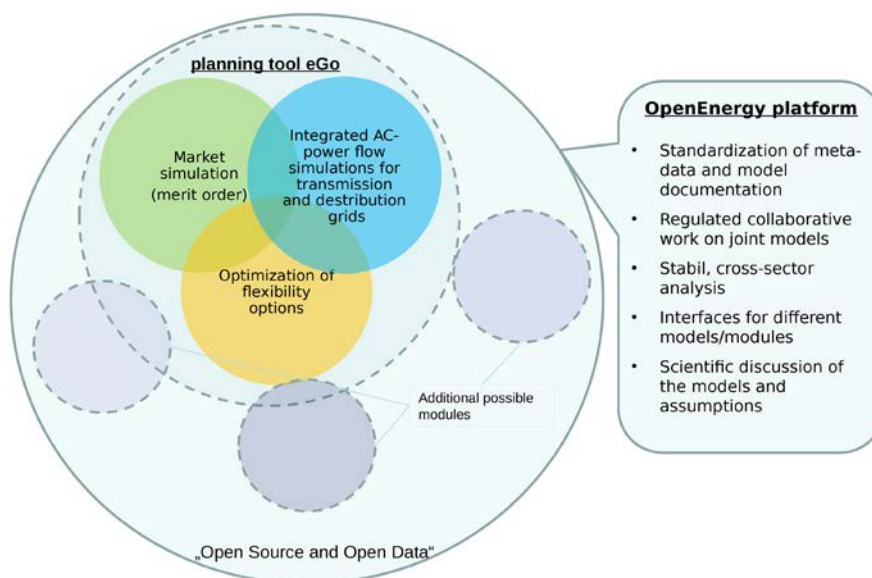 planning tool eGo
Market
simulation
(merit order)
Integrated AC-
power flow
simulations for
transmission
and destribution
grids
Optimization of
flexibility
options
Additional possible
modules
„Open Source and Open Data“
OpenEnergy platform
• Standardization of meta-
data and model
documentation
• Regulated collaborative
work on joint models
• Stabil, cross-sector
analysis
• Interfaces for different
models/modules
• Scientific discussion of
the models and
assumptions